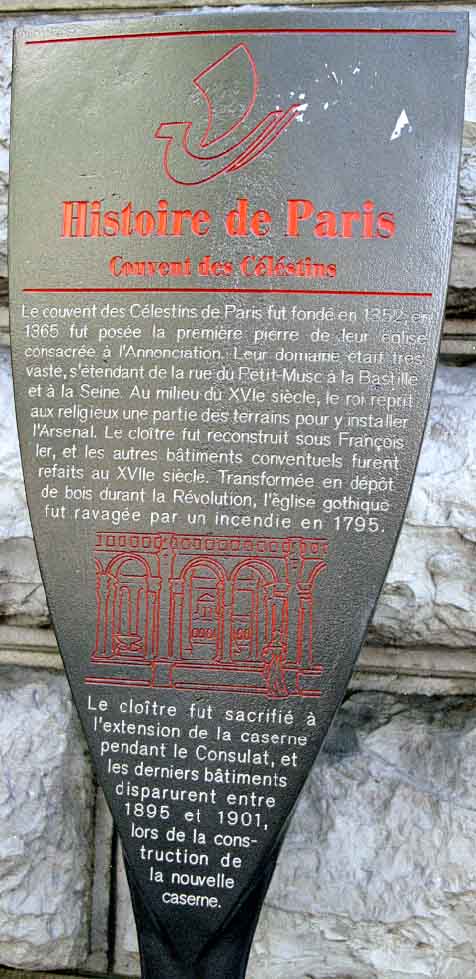 Histoire de Paris
Couvent des Céléstins
Le couvent des Célestins de Paris fut fondé en 1352; en
1365 fut posée la première pierre de leur église
consacrée à l'Annonciation. Leur domaine était très
vaste, s'étendant de la rue du Petit-Musc à la Bastille
et à la Seine. Au milieu du XVIe siècle, le roi reprit
aux religieux une partie des terrains pour y installer
l'Arsenal. Le cloître fut reconstruit sous François
Ier, et les autres bâtiments conventuels furent
refaits au XVIIe siècle. Transformée en dépôt
de bois durant la Révolution, l'église gothique
fut ravagée par un incendie en 1795.
Le cloître fut sacrifié à
l'extension de la caserne
pendant le Consulat, et
les derniers bâtiments
disparurent entre
1895 et 1901,
lors de la cons-
truction de
la nouvelle
caserne.